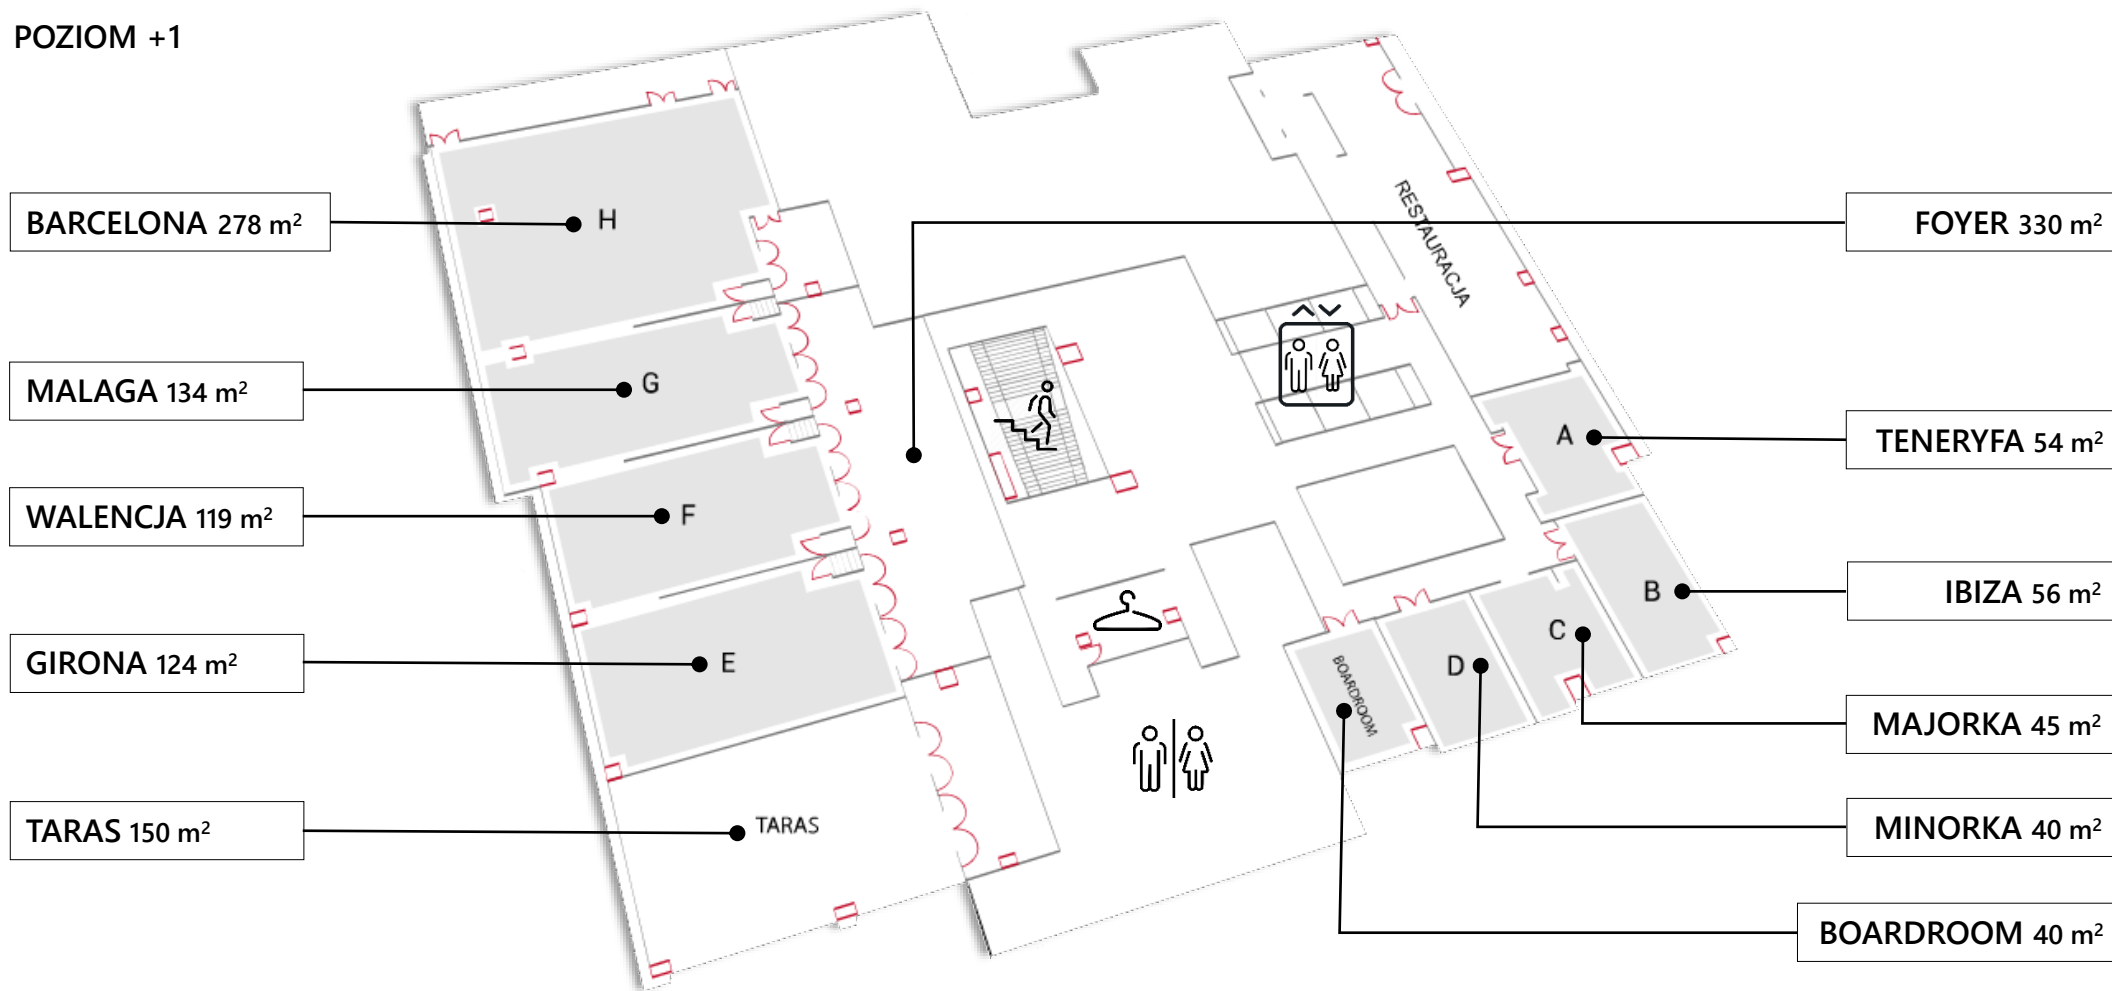 POZIOM +1
BARCELONA 278 m²
MALAGA 134 m²
WALENCJA 119 m²
GIRONA 124 m²
TARAS 150 m²
H
G
F
E
TARAS
RESTAURACJA
A
B
C
D
BOARDROOM
FOYER 330 m²
TENERYFA 54 m²
IBIZA 56 m²
MAJORKA 45 m²
MINORKA 40 m²
BOARDROOM 40 m²